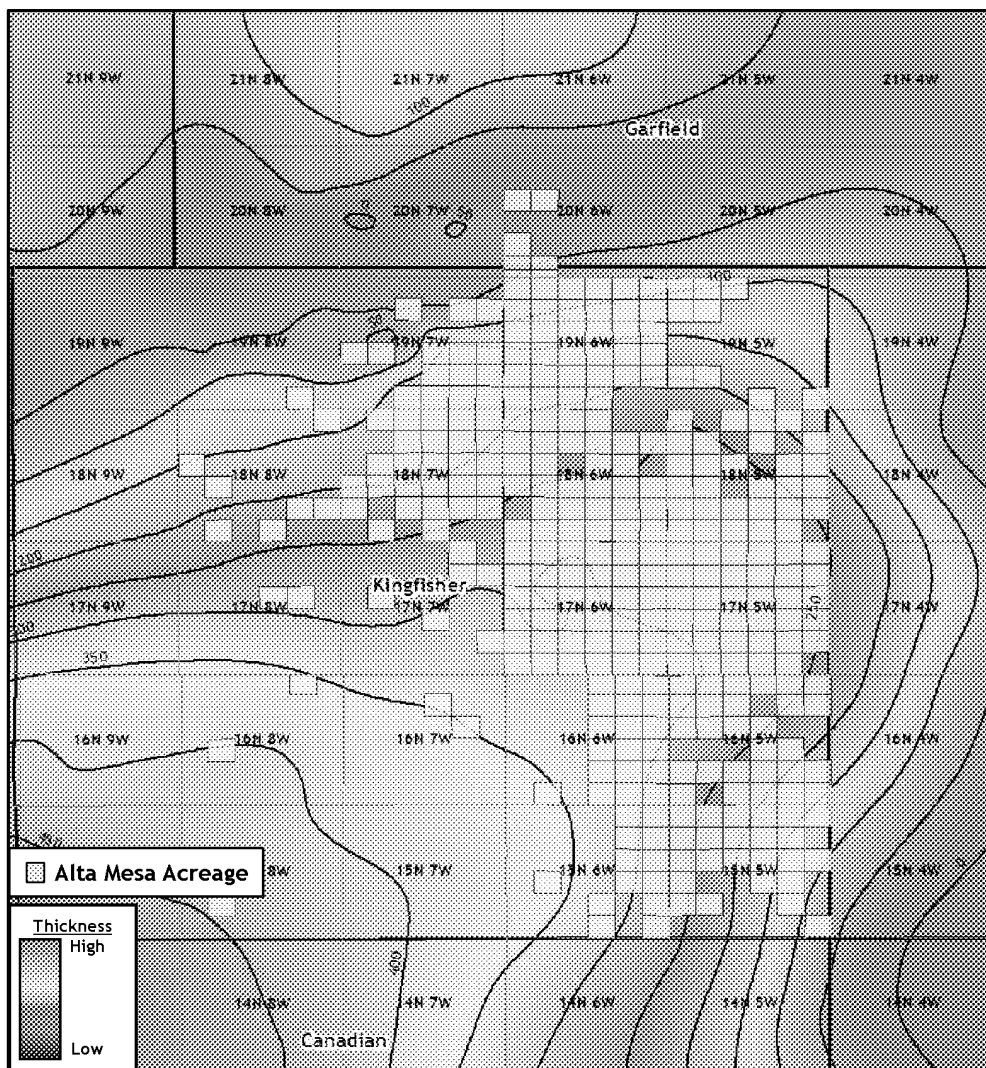 21N 9W 21N 8W 21N 7W 21N 6W 21N 5W 21N 4W
100
Garfield
20N 9W 20N 8W 20N 7W 20N 6W 20N 5W 20N 4W
100
19N 9W 19N 8W 19N 7W 19N 6W 19N 5W 19N 4W
18N 9W 18N 8W 18N 7W 18N 6W 18N 5W 18N 4W
200
Kingfisher
17N 9W 17N 8W 17N 7W 17N 6W 17N 5W 17N 4W
250
350
16N 9W 16N 8W 16N 7W 16N 6W 16N 5W 16N 4W
Alta Mesa Acreage
8W 15N 7W 15N 6W 15N 5W 15N 4W
Thickness
High
Low
400
14N 8W 14N 7W 14N 6W 14N 5W 14N 4W
Canadian